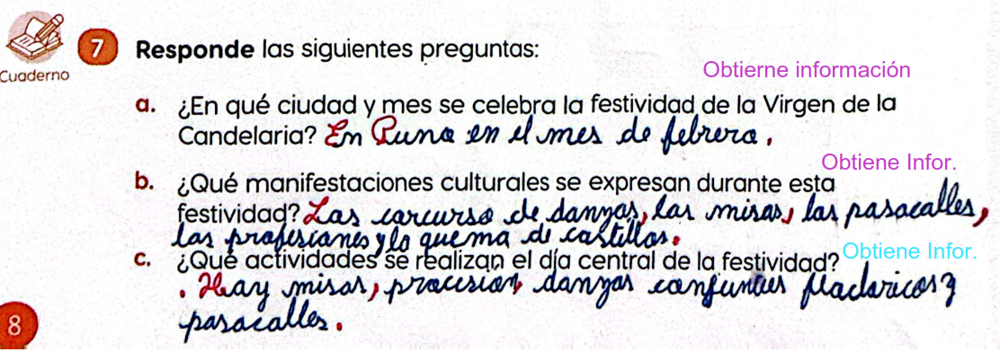 Cuaderno
7 Responde las siguientes preguntas:
Obtierne información
a. ¿En qué ciudad y mes se celebra la festividad de la Virgen de la
Candelaria? En Puno en el mes de febrero.
Obtiene Infor.
b. ¿Qué manifestaciones culturales se expresan durante esta
festividad? Las concurso de danzas, las misas, las pasacalles,
las profesiones y la quema de castillos.
c. ¿Qué actividades se realizan el día central de la festividad? Obtiene Infor.
. Hay misas, procesion, danzas conjuntos y
pasacalles.
8